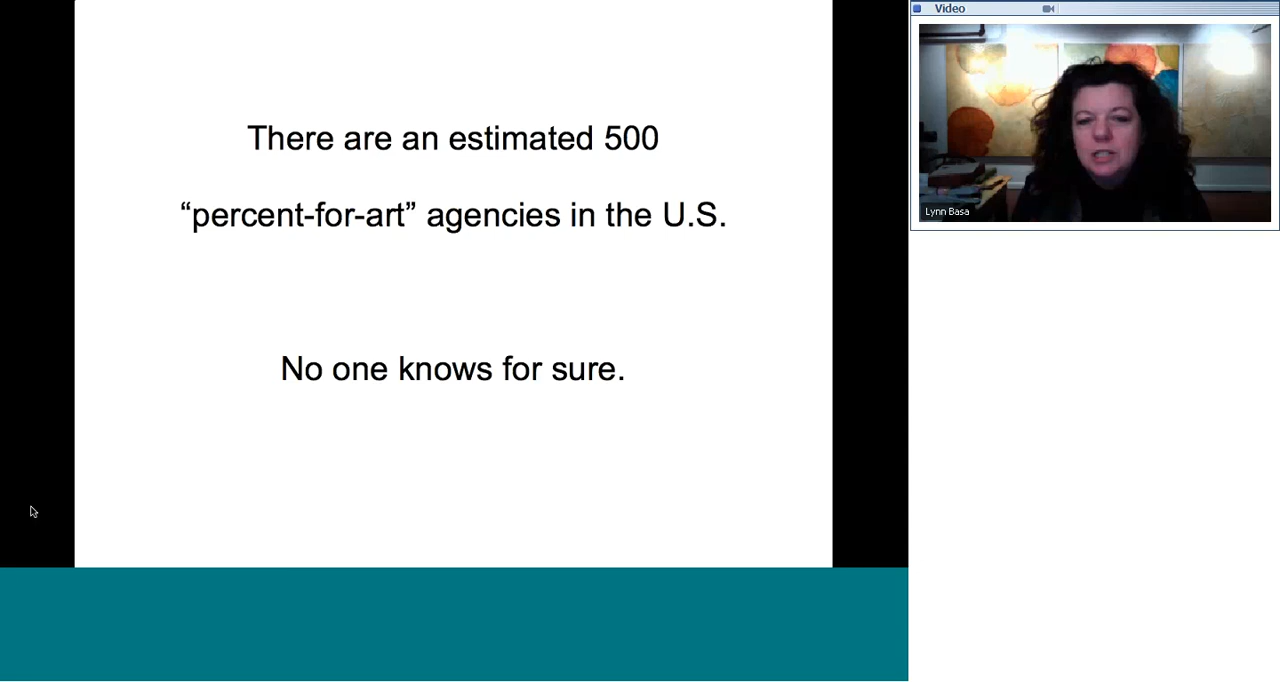 There are an estimated 500
“percent-for-art” agencies in the U.S.
No one knows for sure.
Video
Lynn Basa